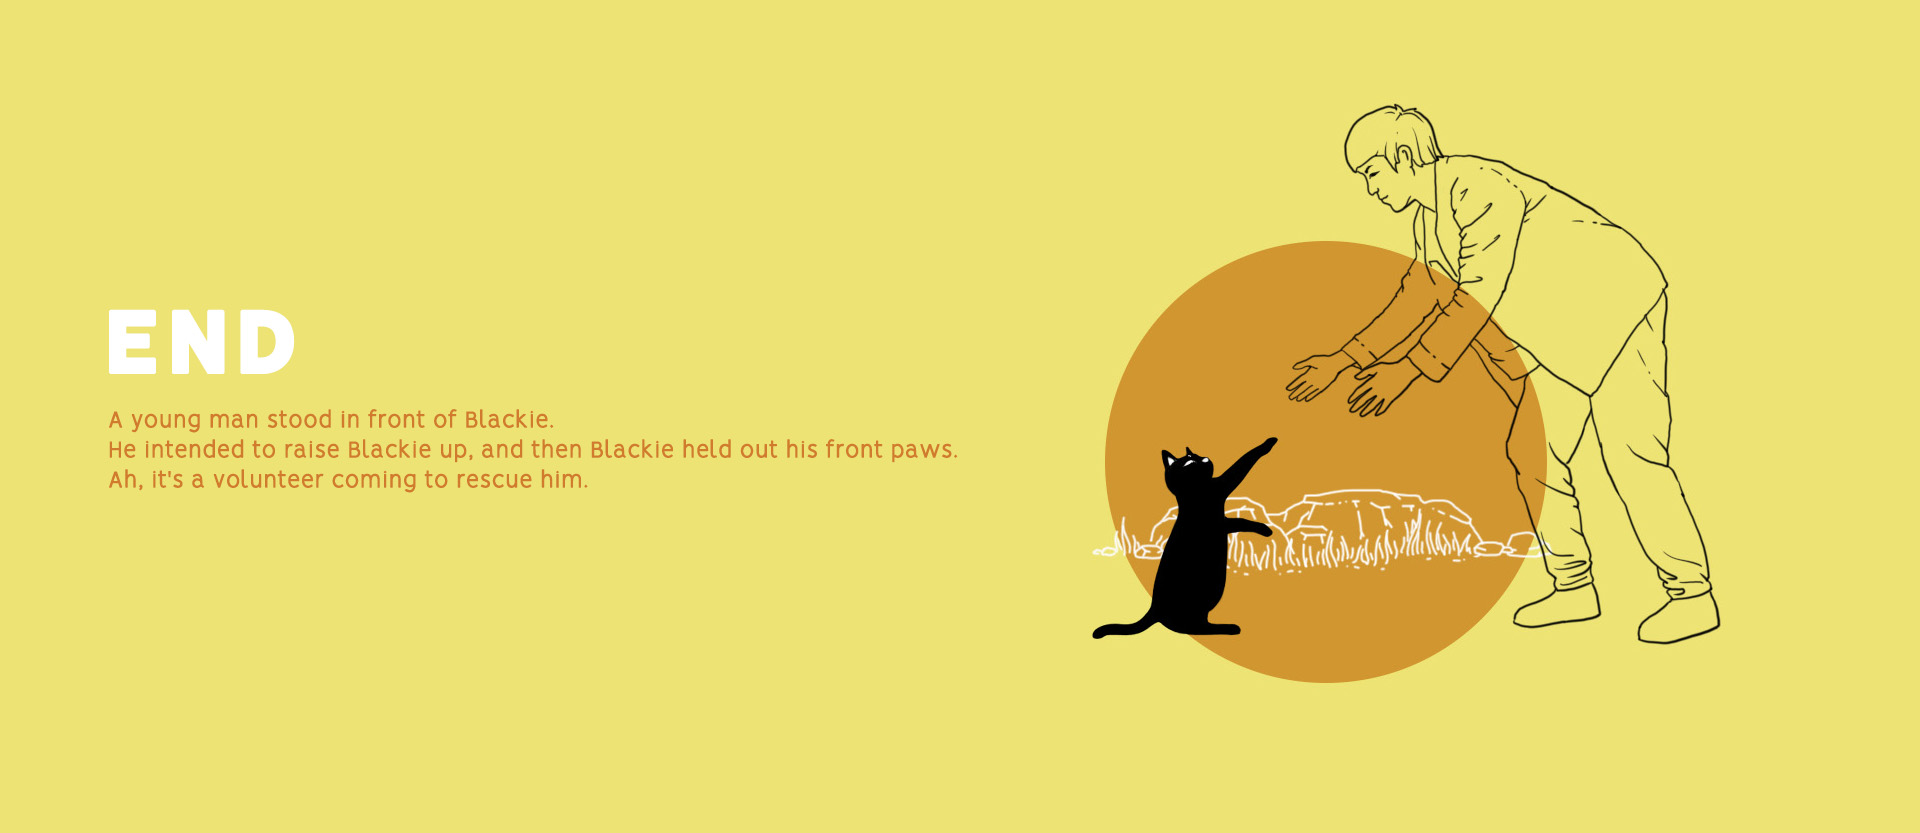 END
A young man stood in front of Blackie.
He intended to raise Blackie up, and then Blackie held out his front paws.
Ah, it's a volunteer coming to rescue him.